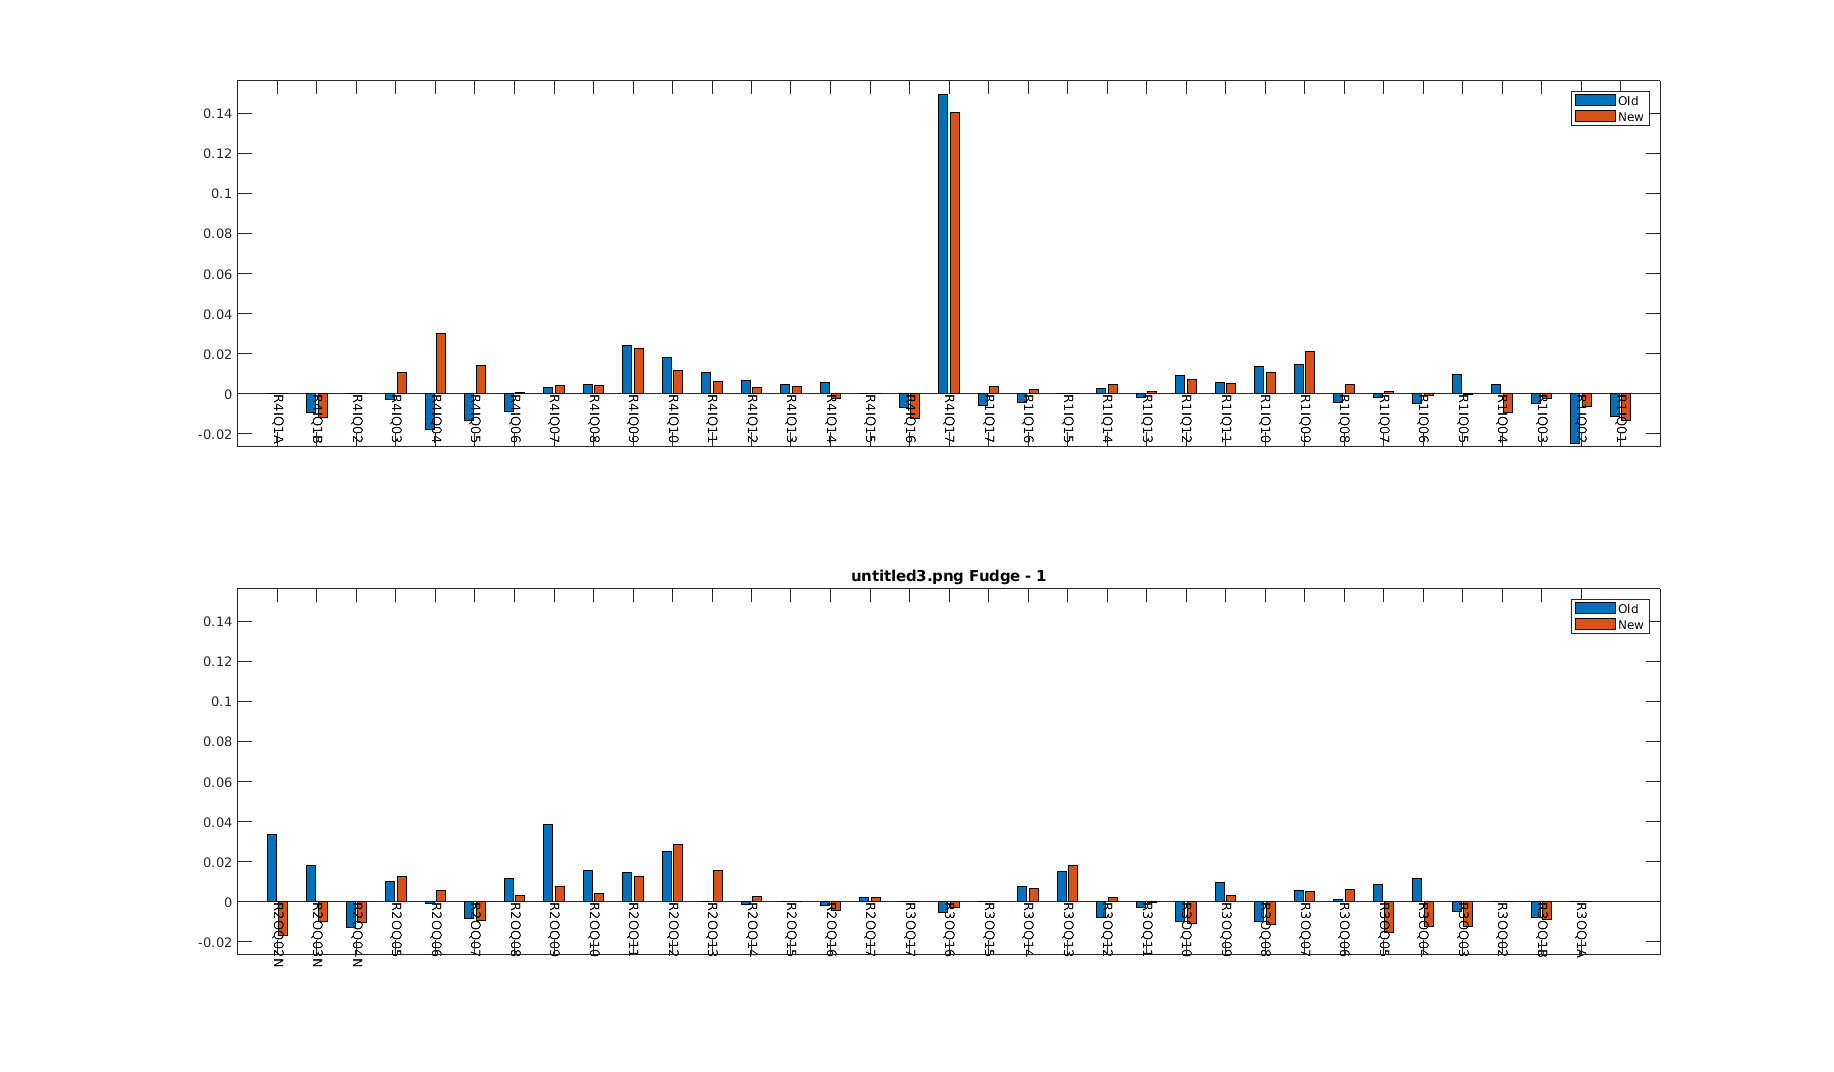 Old
New
0.14
0.12
0.1
0.08
0.06
0.04
0.02
0
-0.02
R4IQ1A
R4IQ1B
R4IQ02
R4IQ03
R4IQ04
R4IQ05
R4IQ06
R4IQ07
R4IQ08
R4IQ09
R4IQ10
R4IQ11
R4IQ12
R4IQ13
R4IQ14
R4IQ15
R4IQ16
R4IQ17
R1IQ17
R1IQ16
R1IQ15
R1IQ14
R1IQ13
R1IQ12
R1IQ11
R1IQ10
R1IQ09
R1IQ08
R1IQ07
R1IQ06
R1IQ05
R1IQ04
R1IQ03
R1IQ02
R1IQ01
untitled3.png Fudge - 1
Old
New
0.14
0.12
0.1
0.08
0.06
0.04
0.02
0
-0.02
R2OQ02N
R2OQ03N
R2OQ04N
R2OQ05
R2OQ06
R2OQ07
R2OQ08
R2OQ09
R2OQ10
R2OQ11
R2OQ12
R2OQ13
R2OQ14
R2OQ15
R2OQ16
R2OQ17
R3OQ17
R3OQ16
R3OQ15
R3OQ14
R3OQ13
R3OQ12
R3OQ11
R3OQ10
R3OQ09
R3OQ08
R3OQ07
R3OQ06
R3OQ05
R3OQ04
R3OQ03
R3OQ02
R3OQ1B
R3OQ1A